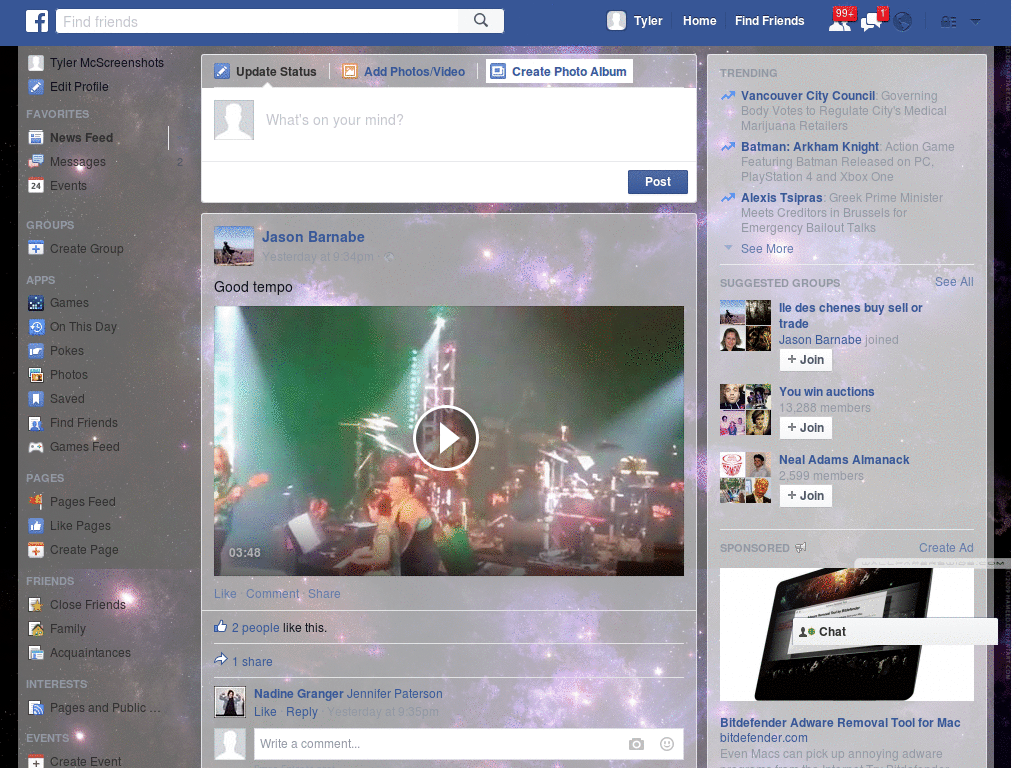 Find friends
Tyler
Home
Find Friends
99+
1
Tyler McScreenshots
Edit Profile
FAVORITES
News Feed
Messages
2
24
Events
GROUPS
Create Group
APPS
Games
On This Day
Pokes
Photos
Saved
Find Friends
Games Feed
PAGES
Pages Feed
Like Pages
Create Page
FRIENDS
Close Friends
Family
Acquaintances
INTERESTS
Pages and Public ...
EVENTS
Create Event
Update Status
Add Photos/Video
Create Photo Album
What's on your mind?
Post
Jason Barnabe
Yesterday at 9:34pm ·
Good tempo
03:48
Like · Comment · Share
2 people like this.
1 share
Nadine Granger Jennifer Paterson
Like · Reply · Yesterday at 9:35pm
Write a comment...
TRENDING
Vancouver City Council: Governing
Body Votes to Regulate City's Medical
Marijuana Retailers
Batman: Arkham Knight: Action Game
Featuring Batman Released on PC,
PlayStation 4 and Xbox One
Alexis Tsipras: Greek Prime Minister
Meets Creditors in Brussels for
Emergency Bailout Talks
See More
SUGGESTED GROUPS
See All
Ile des chenes buy sell or
trade
Jason Barnabe joined
+ Join
You win auctions
13,288 members
+ Join
Neal Adams Almanack
2,599 members
+ Join
SPONSORED
Create Ad
Chat
Bitdefender Adware Removal Tool for Mac
bitdefender.com
Even Macs can pick up annoying adware